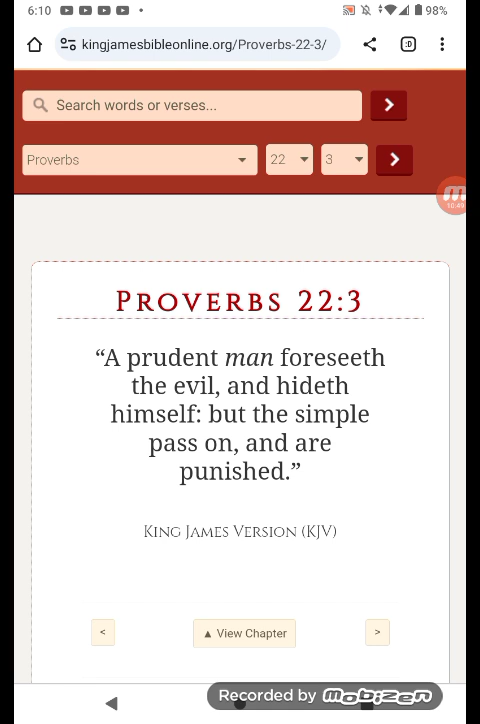 6:10
98%
kingjamesbibleonline.org/Proverbs-22-3/
:D
Search words or verses...
Proverbs 22 3
10:49
PROVERBS 22:3
“A prudent man foreseeth
the evil, and hideth
himself: but the simple
pass on, and are
punished.”
KING JAMES VERSION (KJV)
< ▲ View Chapter >
Recorded by mobizen